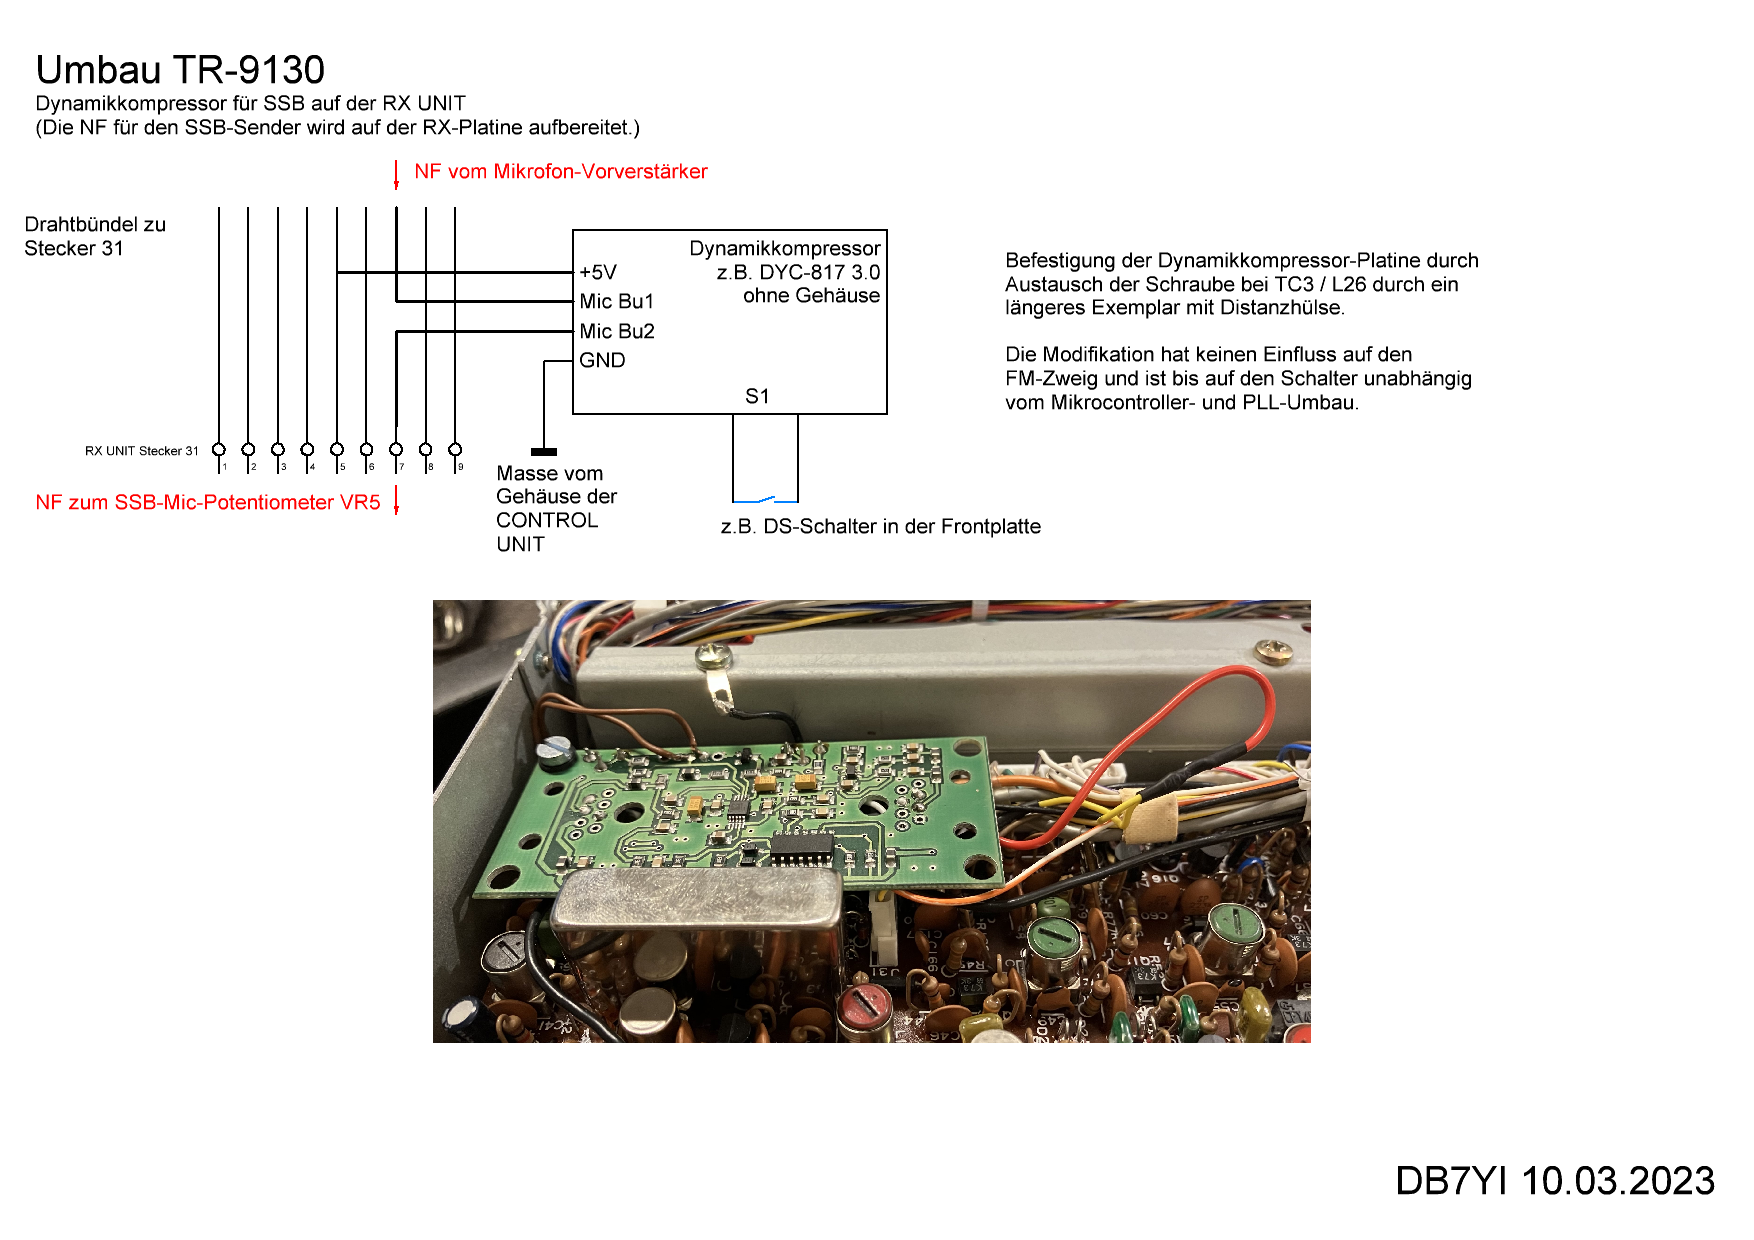 Umbau TR-9130
Dynamikkompressor für SSB auf der RX UNIT
(Die NF für den SSB-Sender wird auf der RX-Platine aufbereitet.)
NF vom Mikrofon-Vorverstärker
Drahtbündel zu
Stecker 31
Dynamikkompressor
z.B. DYC-817 3.0
ohne Gehäuse
+5V
Mic Bu1
Mic Bu2
GND
S1
Befestigung der Dynamikkompressor-Platine durch
Austausch der Schraube bei TC3 / L26 durch ein
längeres Exemplar mit Distanzhülse.
Die Modifikation hat keinen Einfluss auf den
FM-Zweig und ist bis auf den Schalter unabhängig
vom Mikrocontroller- und PLL-Umbau.
RX UNIT Stecker 31
1 2 3 4 5 6 7 8 9
NF zum SSB-Mic-Potentiometer VR5
Masse vom
Gehäuse der
CONTROL
UNIT
z.B. DS-Schalter in der Frontplatte
J31
DB7YI 10.03.2023